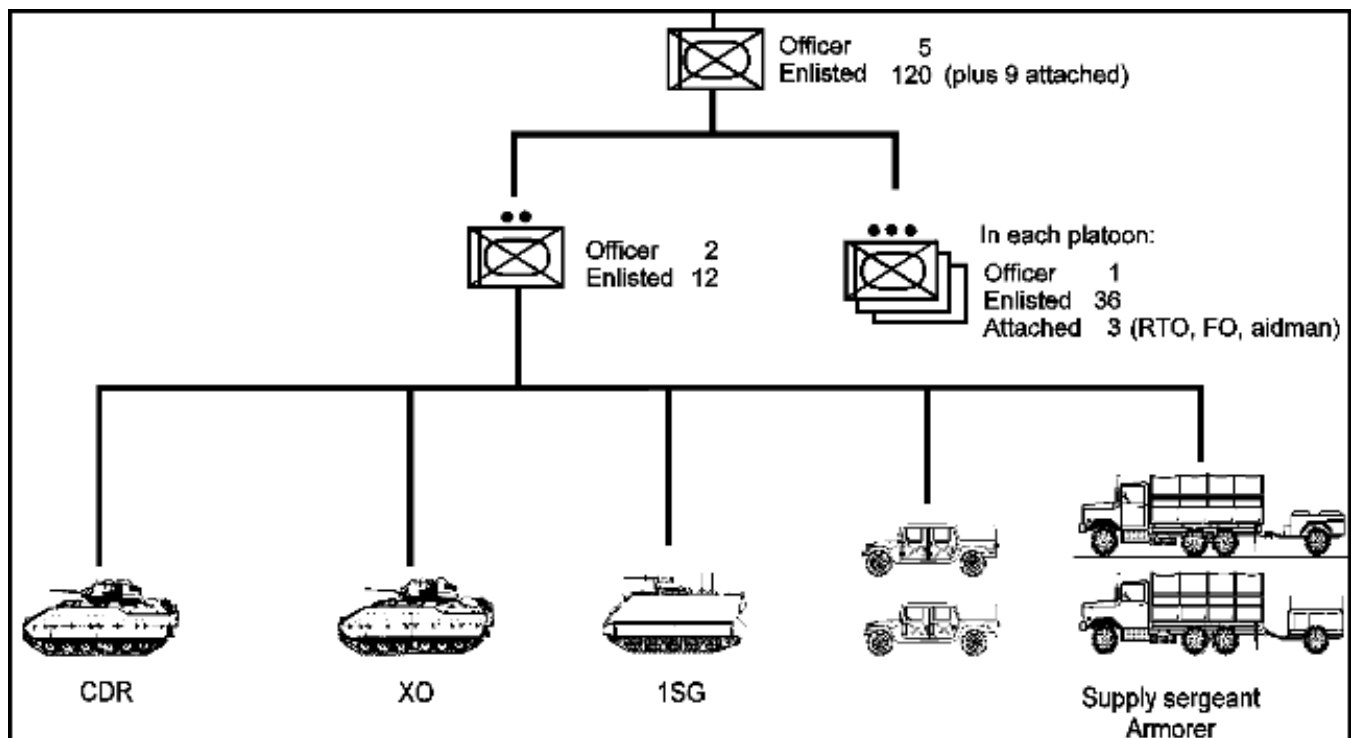 Officer 5
Enlisted 120 (plus 9 attached)
Officer 2
Enlisted 12
In each platoon:
Officer 1
Enlisted 36
Attached 3 (RTO, FO, aidman)
CDR
XO
1SG
Supply sergeant
Armorer